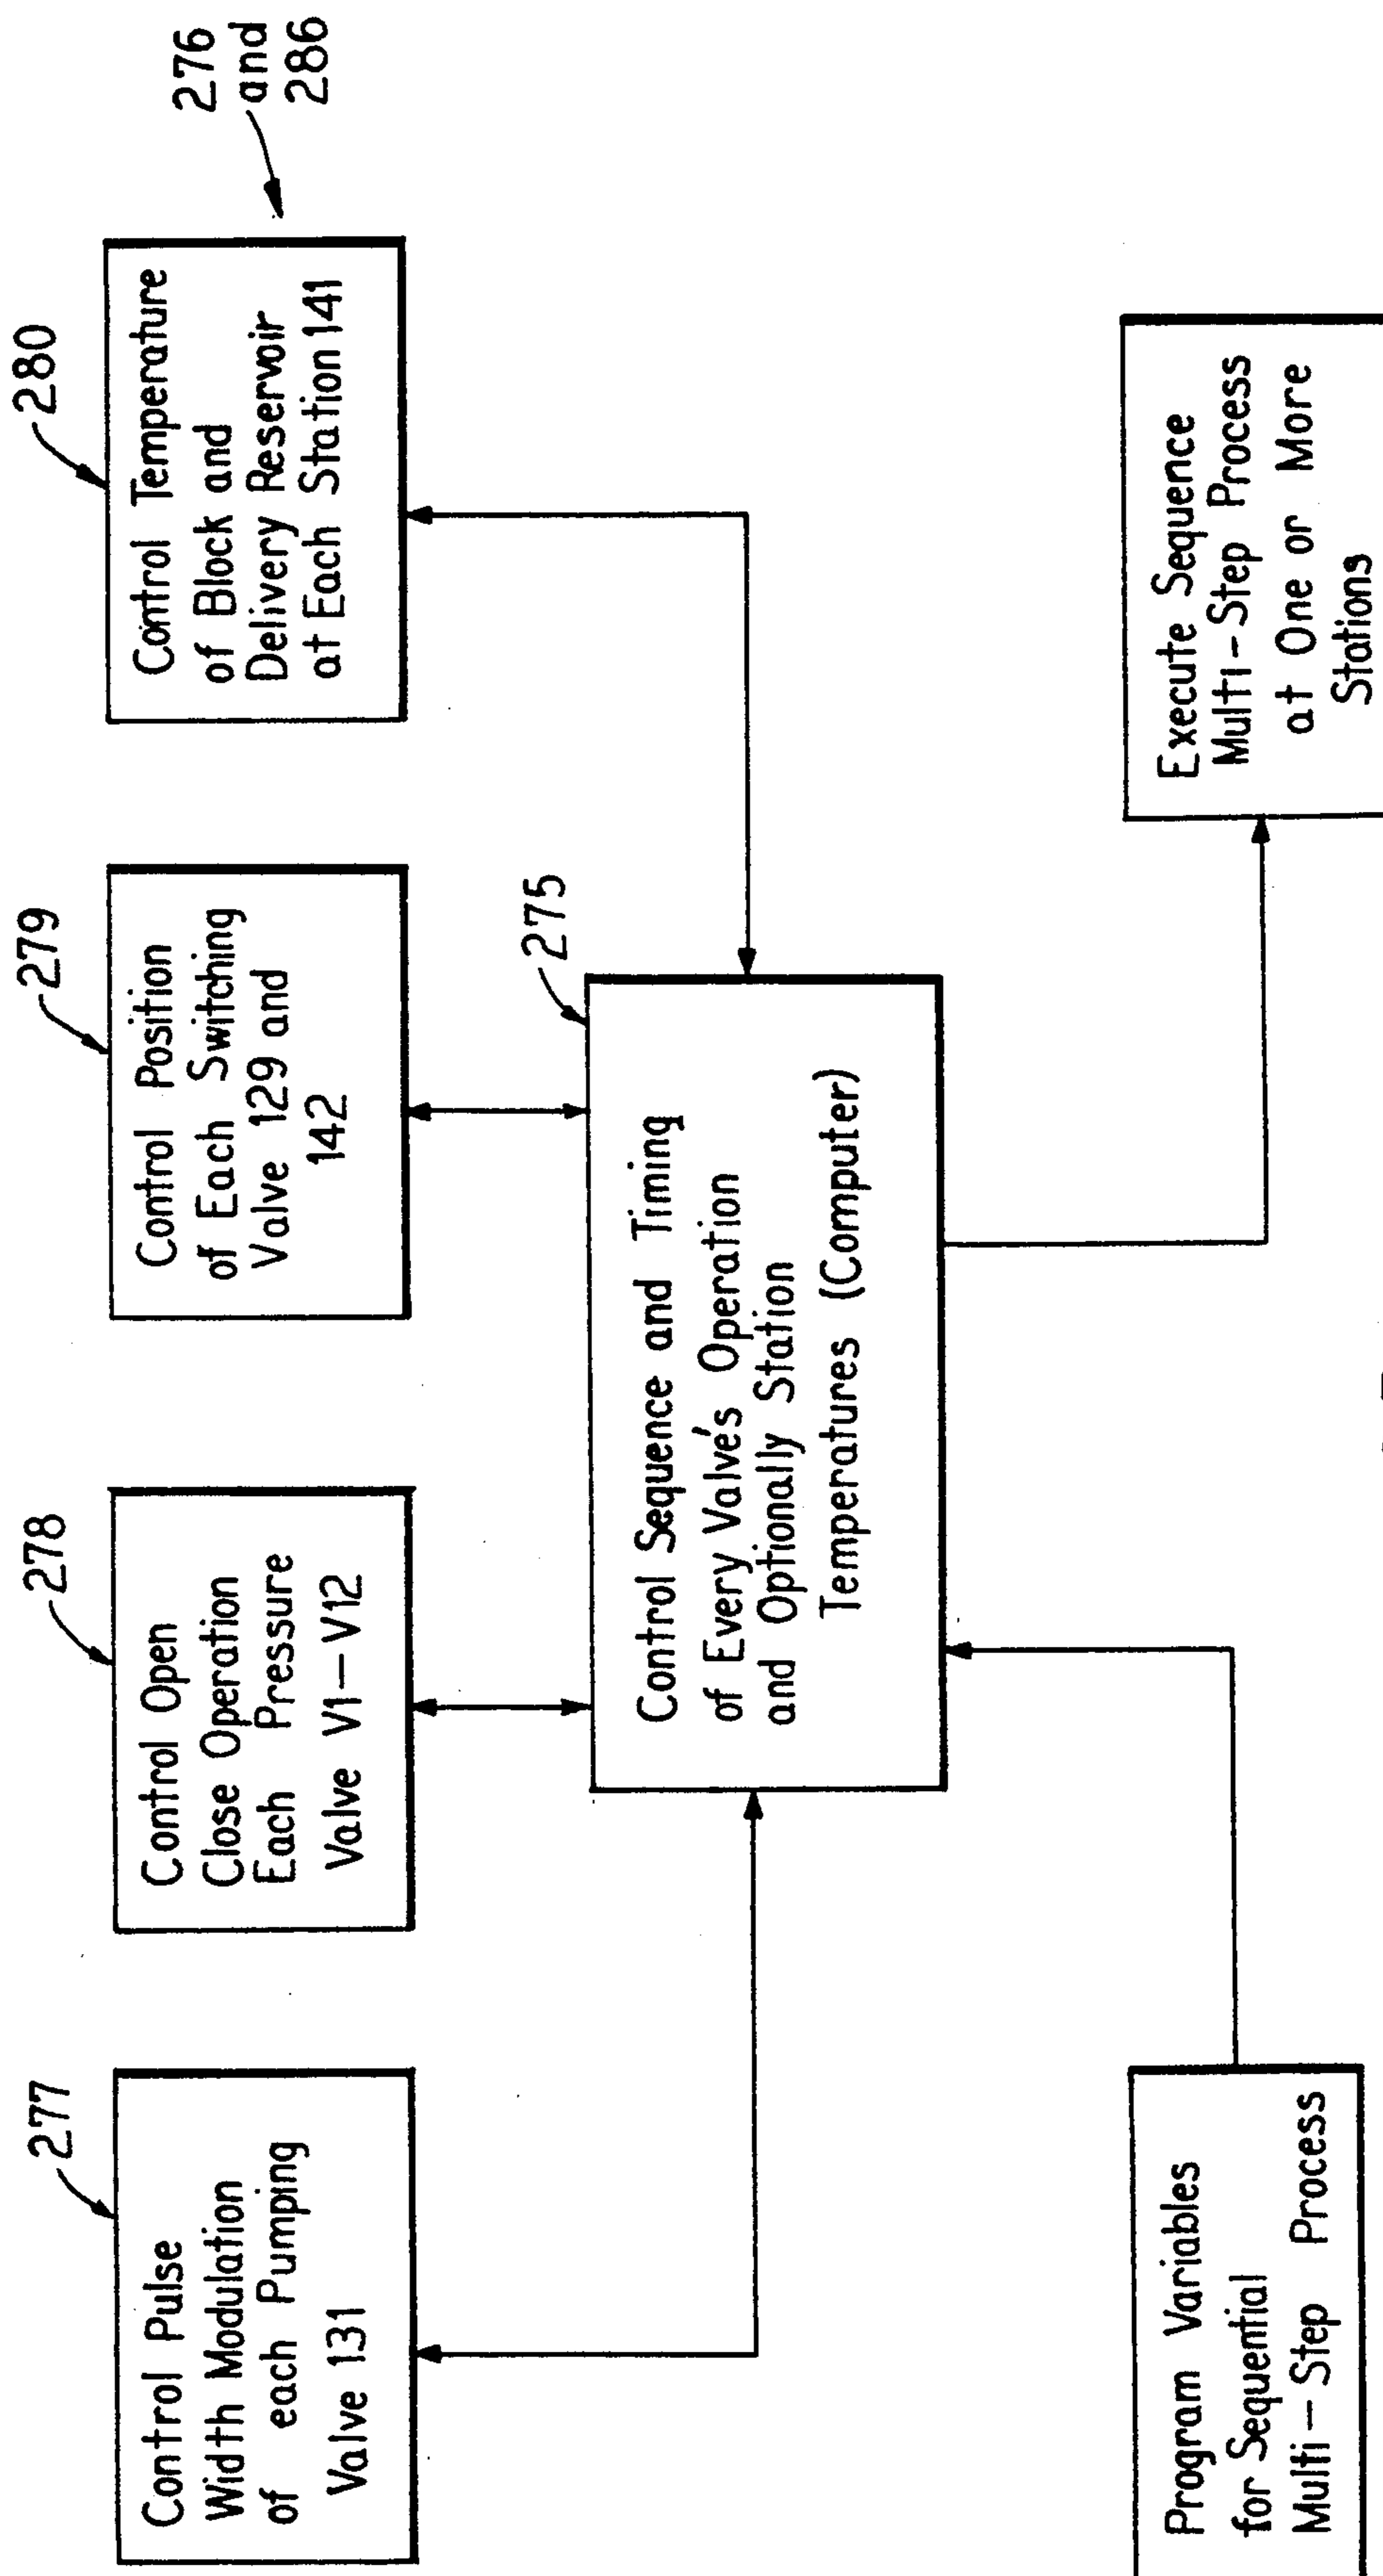 277
Control Pulse
Width Modulation
of each Pumping
Valve 131
278
Control Open
Close Operation
Each Pressure
Valve V1—V12
279
Control Position
of Each Switching
Valve 129 and
142
280
Control Temperature
of Block and
Delivery Reservoir
at Each Station 141
276
and
286
275
Control Sequence and Timing
of Every Valve's Operation
and Optionally Station
Temperatures (Computer)
Program Variables
for Sequential
Multi-Step Process
Execute Sequence
Multi-Step Process
at One or More
Stations